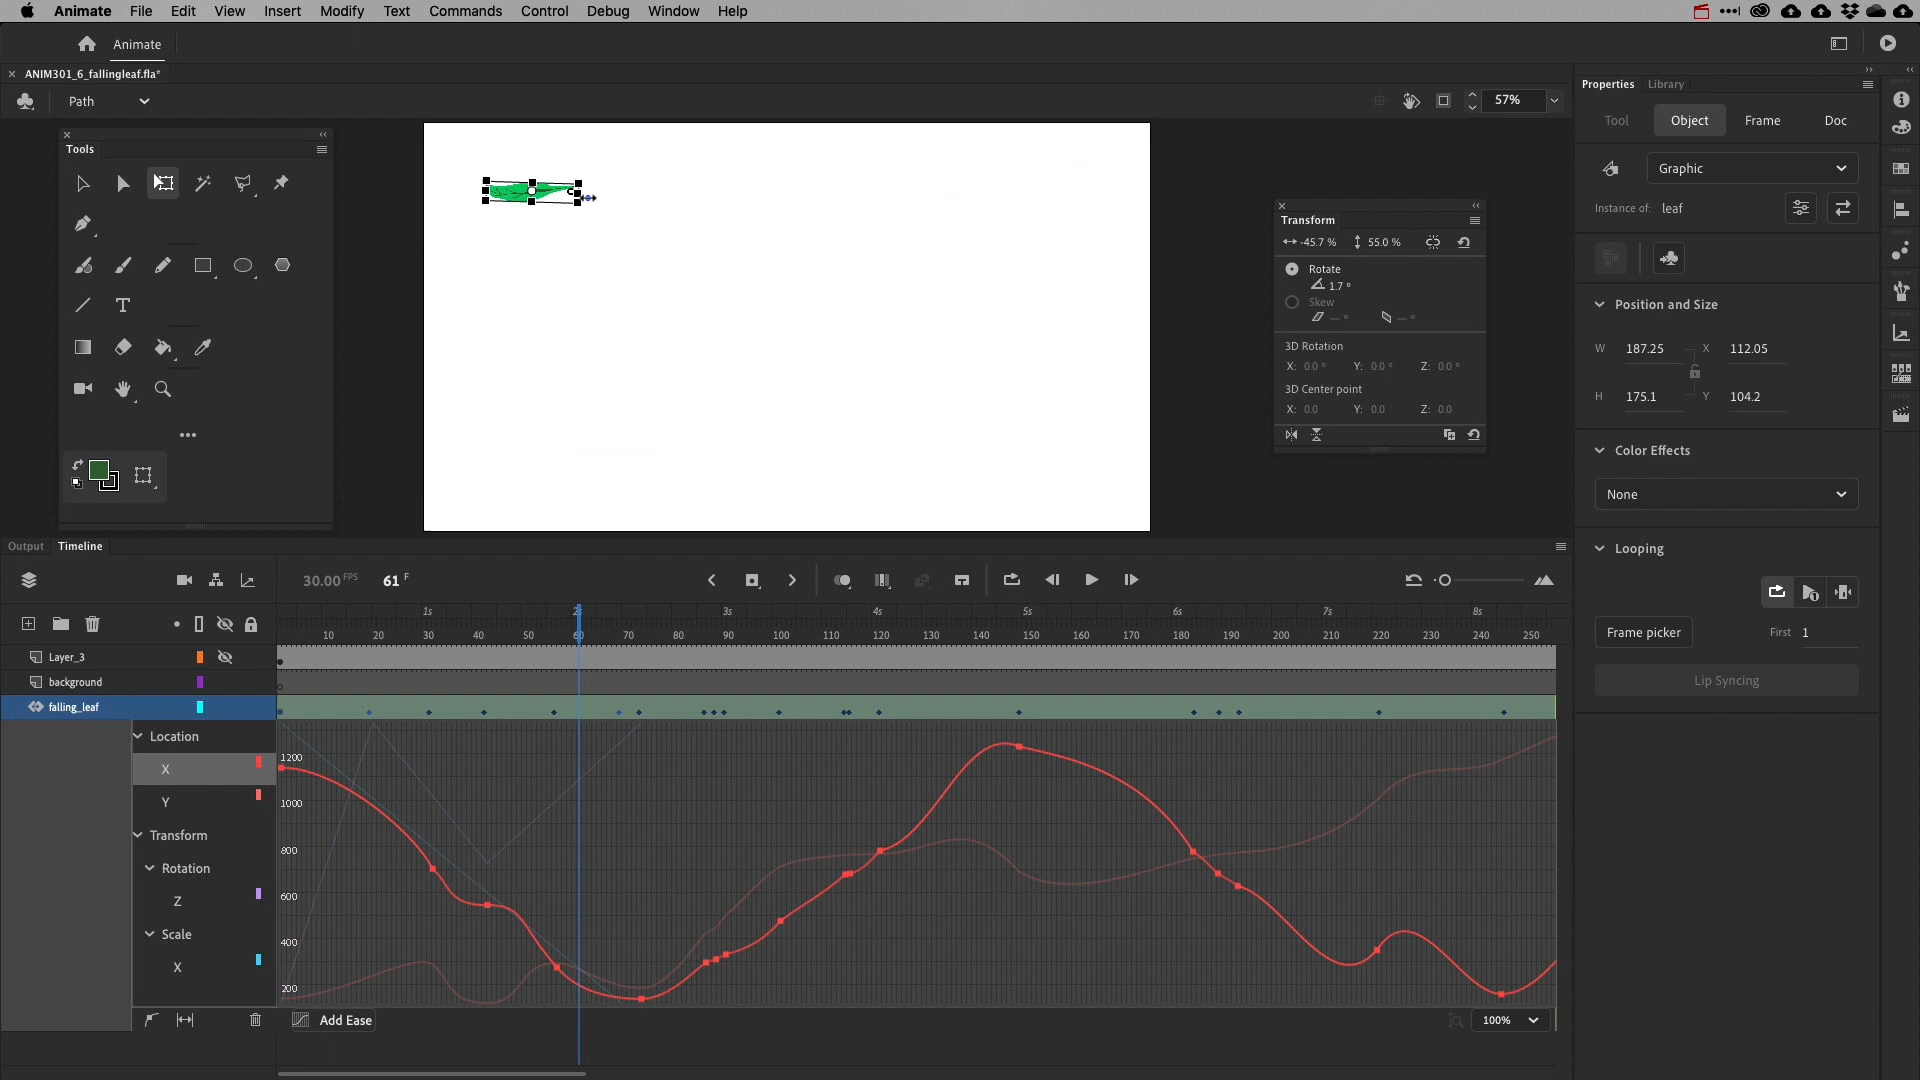 Animate File Edit View Insert Modify Text Commands Control Debug Window Help
Animate
ANIM301_6_fallingleaf.fla*
Path
57%
Tools
Properties Library
Tool Object Frame Doc
Graphic
Instance of: leaf
Position and Size
W 187.25 X 112.05
H 175.1 Y 104.2
Color Effects
None
Looping
Frame picker First 1
Lip Syncing
Transform
-45.7 % 55.0 %
Rotate
1.7 °
Skew
— ° — °
3D Rotation
X: 0.0 ° Y: 0.0 ° Z: 0.0 °
3D Center point
X: 0.0 Y: 0.0 Z: 0.0
Output Timeline
30.00 FPS 61 F
1s 2s 3s 4s 5s 6s 7s 8s
10 20 30 40 50 60 70 80 90 100 110 120 130 140 150 160 170 180 190 200 210 220 230 240 250
Layer_3
background
falling_leaf
Location
X
Y
Transform
Rotation
Z
Scale
X
1200
1000
800
600
400
200
Add Ease
100%